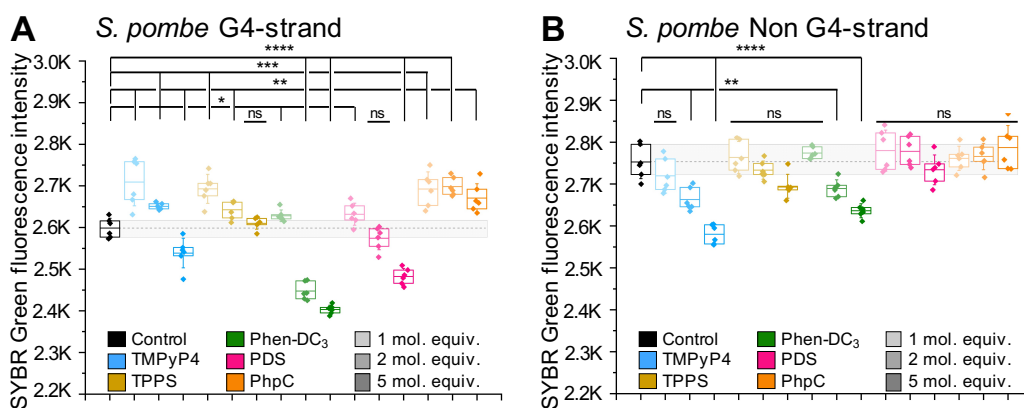 A
S. pombe G4-strand
SYBR Green fluorescence intensity
3.0K
2.9K
2.8K
2.7K
2.6K
2.5K
2.4K
2.3K
2.2K
****
***
**
*
ns
ns
Control
TMPyP4
TPPS
Phen-DC₃
PDS
PhpC
1 mol. equiv.
2 mol. equiv.
5 mol. equiv.
B
S. pombe Non G4-strand
SYBR Green fluorescence intensity
3.0K
2.9K
2.8K
2.7K
2.6K
2.5K
2.4K
2.3K
2.2K
****
**
ns
ns
ns
Control
TMPyP4
TPPS
Phen-DC₃
PDS
PhpC
1 mol. equiv.
2 mol. equiv.
5 mol. equiv.